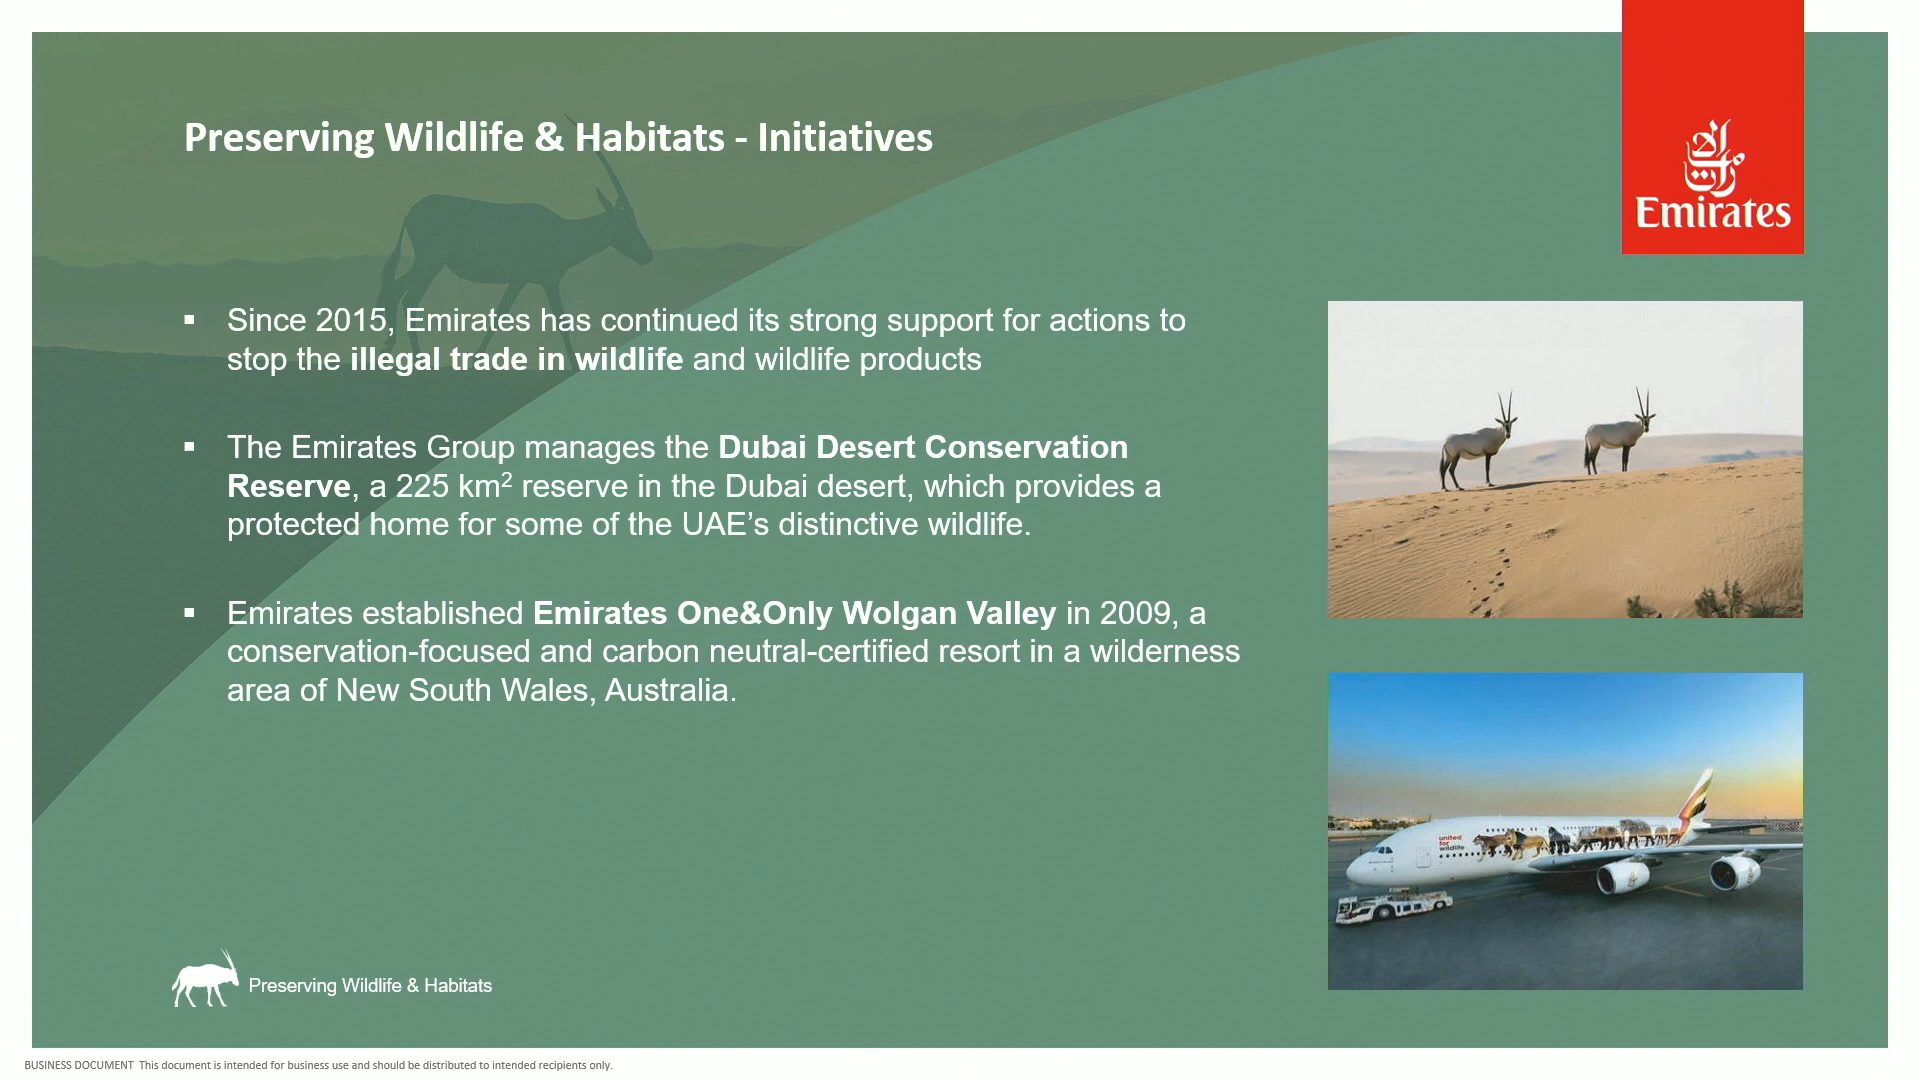 Preserving Wildlife & Habitats - Initiatives
الإمارات
Emirates
▪ Since 2015, Emirates has continued its strong support for actions to
stop the illegal trade in wildlife and wildlife products
▪ The Emirates Group manages the Dubai Desert Conservation
Reserve, a 225 km² reserve in the Dubai desert, which provides a
protected home for some of the UAE’s distinctive wildlife.
▪ Emirates established Emirates One&Only Wolgan Valley in 2009, a
conservation-focused and carbon neutral-certified resort in a wilderness
area of New South Wales, Australia.
united
for
wildlife
Preserving Wildlife & Habitats
BUSINESS DOCUMENT This document is intended for business use and should be distributed to intended recipients only.